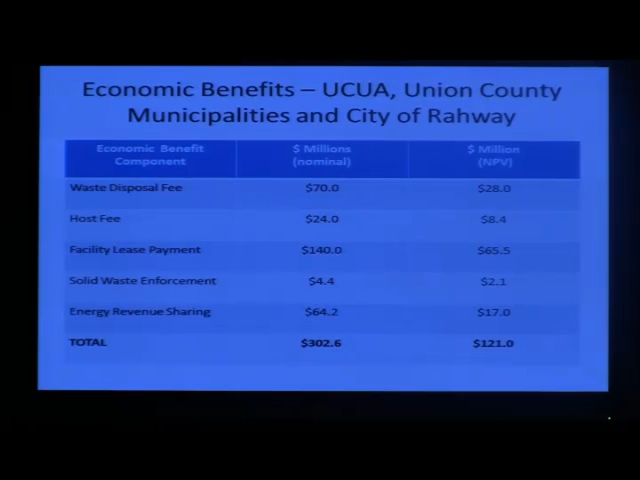 Economic Benefits – UCUA, Union County
Municipalities and City of Rahway
Economic Benefit Component $ Millions (nominal) $ Million (NPV)
Waste Disposal Fee $70.0 $28.0
Host Fee $24.0 $8.4
Facility Lease Payment $140.0 $65.5
Solid Waste Enforcement $4.4 $2.1
Energy Revenue Sharing $64.2 $17.0
TOTAL $302.6 $121.0